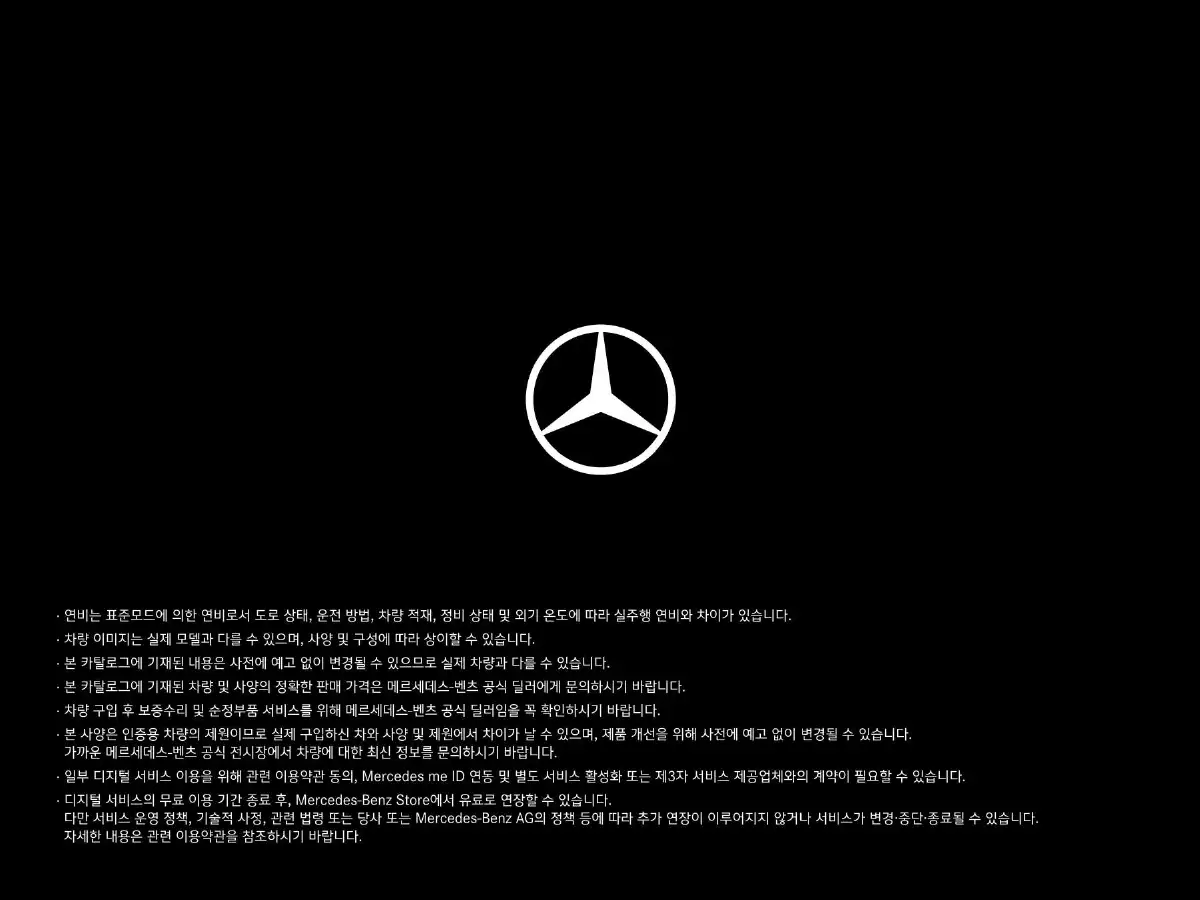 · 연비는 표준모드에 의한 연비로서 도로 상태, 운전 방법, 차량 적재, 정비 상태 및 외기 온도에 따라 실주행 연비와 차이가 있습니다.
· 차량 이미지는 실제 모델과 다를 수 있으며, 사양 및 구성에 따라 상이할 수 있습니다.
· 본 카탈로그에 기재된 내용은 사전에 예고 없이 변경될 수 있으므로 실제 차량과 다를 수 있습니다.
· 본 카탈로그에 기재된 차량 및 사양의 정확한 판매 가격은 메르세데스-벤츠 공식 딜러에게 문의하시기 바랍니다.
· 차량 구입 후 보증수리 및 순정부품 서비스를 위해 메르세데스-벤츠 공식 딜러임을 꼭 확인하시기 바랍니다.
· 본 사양은 인증용 차량의 제원이므로 실제 구입하신 차와 사양 및 제원에서 차이가 날 수 있으며, 제품 개선을 위해 사전에 예고 없이 변경될 수 있습니다.
가까운 메르세데스-벤츠 공식 전시장에서 차량에 대한 최신 정보를 문의하시기 바랍니다.
· 일부 디지털 서비스 이용을 위해 관련 이용약관 동의, Mercedes me ID 연동 및 별도 서비스 활성화 또는 제3자 서비스 제공업체와의 계약이 필요할 수 있습니다.
· 디지털 서비스의 무료 이용 기간 종료 후, Mercedes-Benz Store에서 유료로 연장할 수 있습니다.
다만 서비스 운영 정책, 기술적 사정, 관련 법령 또는 당사 또는 Mercedes-Benz AG의 정책 등에 따라 추가 연장이 이루어지지 않거나 서비스가 변경·중단·종료될 수 있습니다.
자세한 내용은 관련 이용약관을 참조하시기 바랍니다.